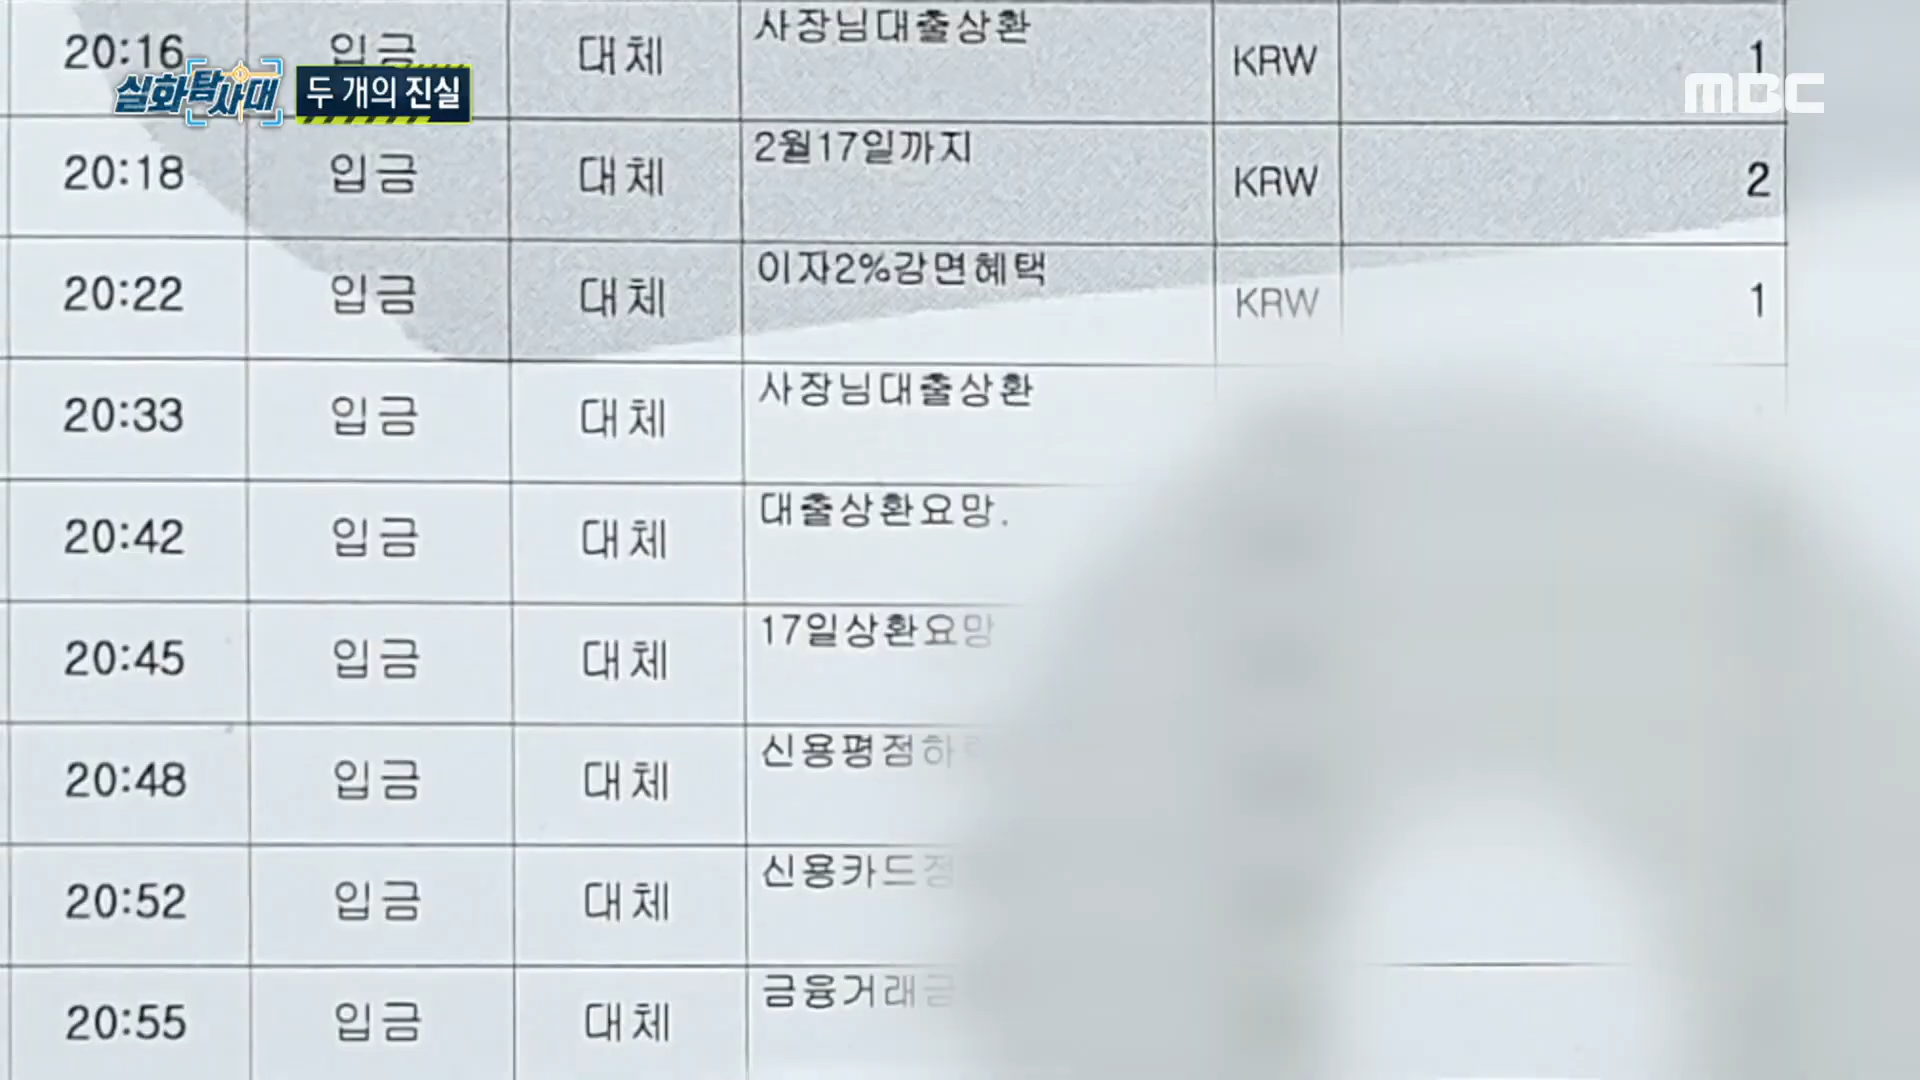 실화탐사대 두 개의 진실
MBC
20:16 입금 대체 사장님대출상환 KRW 1
20:18 입금 대체 2월17일까지 KRW 2
20:22 입금 대체 이자2%감면혜택 KRW 1
20:33 입금 대체 사장님대출상환
20:42 입금 대체 대출상환요망.
20:45 입금 대체 17일상환요망
20:48 입금 대체 신용평점하
20:52 입금 대체 신용카드정
20:55 입금 대체 금융거래금